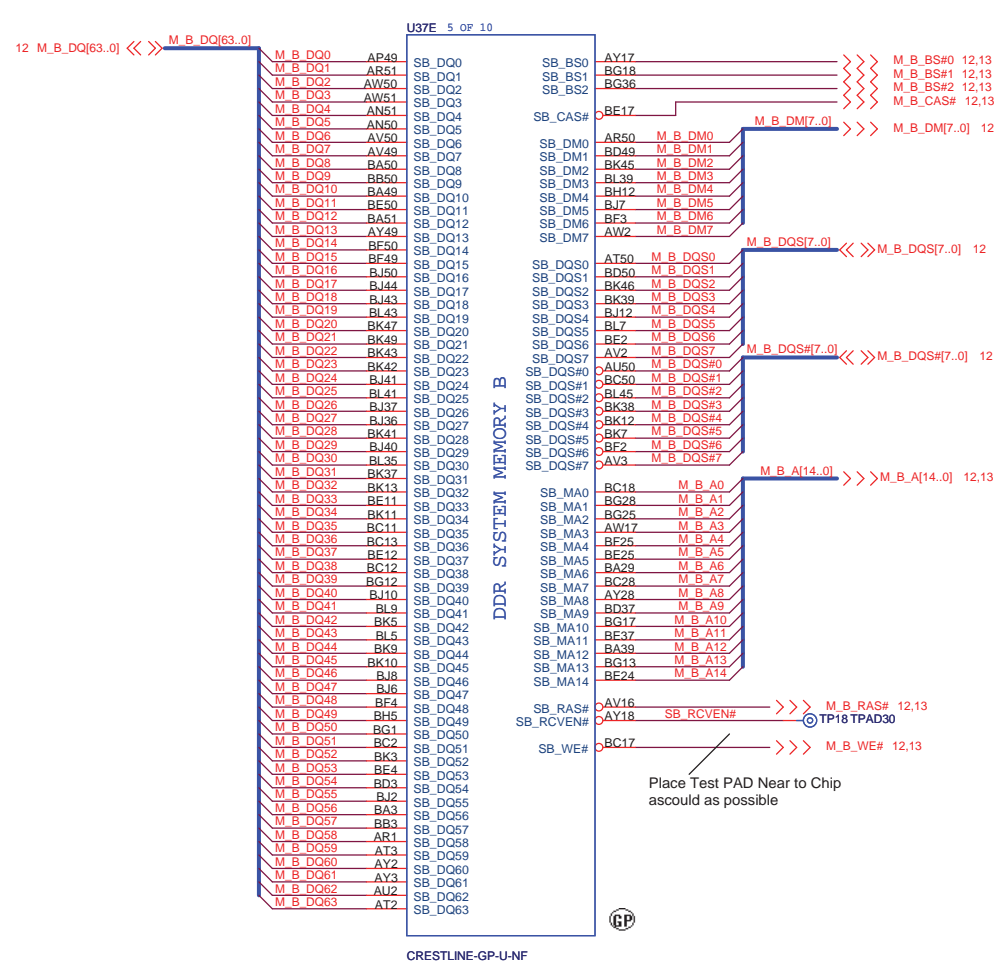 U37E 5 OF 10
12 M_B_DQ[63..0] M_B_DQ[63..0]
M_B_DQ0 AP49 SB_DQ0
M_B_DQ1 AR51 SB_DQ1
M_B_DQ2 AW50 SB_DQ2
M_B_DQ3 AW51 SB_DQ3
M_B_DQ4 AN51 SB_DQ4
M_B_DQ5 AN50 SB_DQ5
M_B_DQ6 AV50 SB_DQ6
M_B_DQ7 AV49 SB_DQ7
M_B_DQ8 BA50 SB_DQ8
M_B_DQ9 BB50 SB_DQ9
M_B_DQ10 BA49 SB_DQ10
M_B_DQ11 BE50 SB_DQ11
M_B_DQ12 BA51 SB_DQ12
M_B_DQ13 AY49 SB_DQ13
M_B_DQ14 BF50 SB_DQ14
M_B_DQ15 BF49 SB_DQ15
M_B_DQ16 BJ50 SB_DQ16
M_B_DQ17 BJ44 SB_DQ17
M_B_DQ18 BJ43 SB_DQ18
M_B_DQ19 BL43 SB_DQ19
M_B_DQ20 BK47 SB_DQ20
M_B_DQ21 BK49 SB_DQ21
M_B_DQ22 BK43 SB_DQ22
M_B_DQ23 BK42 SB_DQ23
M_B_DQ24 BJ41 SB_DQ24
M_B_DQ25 BL41 SB_DQ25
M_B_DQ26 BJ37 SB_DQ26
M_B_DQ27 BJ36 SB_DQ27
M_B_DQ28 BK41 SB_DQ28
M_B_DQ29 BJ40 SB_DQ29
M_B_DQ30 BL35 SB_DQ30
M_B_DQ31 BK37 SB_DQ31
M_B_DQ32 BK13 SB_DQ32
M_B_DQ33 BE11 SB_DQ33
M_B_DQ34 BK11 SB_DQ34
M_B_DQ35 BC11 SB_DQ35
M_B_DQ36 BC13 SB_DQ36
M_B_DQ37 BE12 SB_DQ37
M_B_DQ38 BC12 SB_DQ38
M_B_DQ39 BG12 SB_DQ39
M_B_DQ40 BJ10 SB_DQ40
M_B_DQ41 BL9 SB_DQ41
M_B_DQ42 BK5 SB_DQ42
M_B_DQ43 BL5 SB_DQ43
M_B_DQ44 BK9 SB_DQ44
M_B_DQ45 BK10 SB_DQ45
M_B_DQ46 BJ8 SB_DQ46
M_B_DQ47 BJ6 SB_DQ47
M_B_DQ48 BF4 SB_DQ48
M_B_DQ49 BH5 SB_DQ49
M_B_DQ50 BG1 SB_DQ50
M_B_DQ51 BC2 SB_DQ51
M_B_DQ52 BK3 SB_DQ52
M_B_DQ53 BE4 SB_DQ53
M_B_DQ54 BD3 SB_DQ54
M_B_DQ55 BJ2 SB_DQ55
M_B_DQ56 BA3 SB_DQ56
M_B_DQ57 BB3 SB_DQ57
M_B_DQ58 AR1 SB_DQ58
M_B_DQ59 AT3 SB_DQ59
M_B_DQ60 AY2 SB_DQ60
M_B_DQ61 AY3 SB_DQ61
M_B_DQ62 AU2 SB_DQ62
M_B_DQ63 AT2 SB_DQ63
DDR SYSTEM MEMORY B
SB_BS0 AY17 M_B_BS#0 12,13
SB_BS1 BG18 M_B_BS#1 12,13
SB_BS2 BG36 M_B_BS#2 12,13
SB_CAS# BE17 M_B_CAS# 12,13
M_B_DM[7..0] M_B_DM[7..0] 12
SB_DM0 AR50 M_B_DM0
SB_DM1 BD49 M_B_DM1
SB_DM2 BK45 M_B_DM2
SB_DM3 BL39 M_B_DM3
SB_DM4 BH12 M_B_DM4
SB_DM5 BJ7 M_B_DM5
SB_DM6 BF3 M_B_DM6
SB_DM7 AW2 M_B_DM7
M_B_DQS[7..0] M_B_DQS[7..0] 12
SB_DQS0 AT50 M_B_DQS0
SB_DQS1 BD50 M_B_DQS1
SB_DQS2 BK46 M_B_DQS2
SB_DQS3 BK39 M_B_DQS3
SB_DQS4 BJ12 M_B_DQS4
SB_DQS5 BL7 M_B_DQS5
SB_DQS6 BE2 M_B_DQS6
SB_DQS7 AV2 M_B_DQS7
M_B_DQS#[7..0] M_B_DQS#[7..0] 12
SB_DQS#0 AU50 M_B_DQS#0
SB_DQS#1 BC50 M_B_DQS#1
SB_DQS#2 BL45 M_B_DQS#2
SB_DQS#3 BK38 M_B_DQS#3
SB_DQS#4 BK12 M_B_DQS#4
SB_DQS#5 BK7 M_B_DQS#5
SB_DQS#6 BF2 M_B_DQS#6
SB_DQS#7 AV3 M_B_DQS#7
M_B_A[14..0] M_B_A[14..0] 12,13
SB_MA0 BC18 M_B_A0
SB_MA1 BG28 M_B_A1
SB_MA2 BG25 M_B_A2
SB_MA3 AW17 M_B_A3
SB_MA4 BF25 M_B_A4
SB_MA5 BE25 M_B_A5
SB_MA6 BA29 M_B_A6
SB_MA7 BC28 M_B_A7
SB_MA8 AY28 M_B_A8
SB_MA9 BD37 M_B_A9
SB_MA10 BG17 M_B_A10
SB_MA11 BE37 M_B_A11
SB_MA12 BA39 M_B_A12
SB_MA13 BG13 M_B_A13
SB_MA14 BE24 M_B_A14
SB_RAS# AV16 M_B_RAS# 12,13
SB_RCVEN# AY18 SB_RCVEN# TP18 TPAD30
SB_WE# BC17 M_B_WE# 12,13
Place Test PAD Near to Chip
ascould as possible
GP
CRESTLINE-GP-U-NF